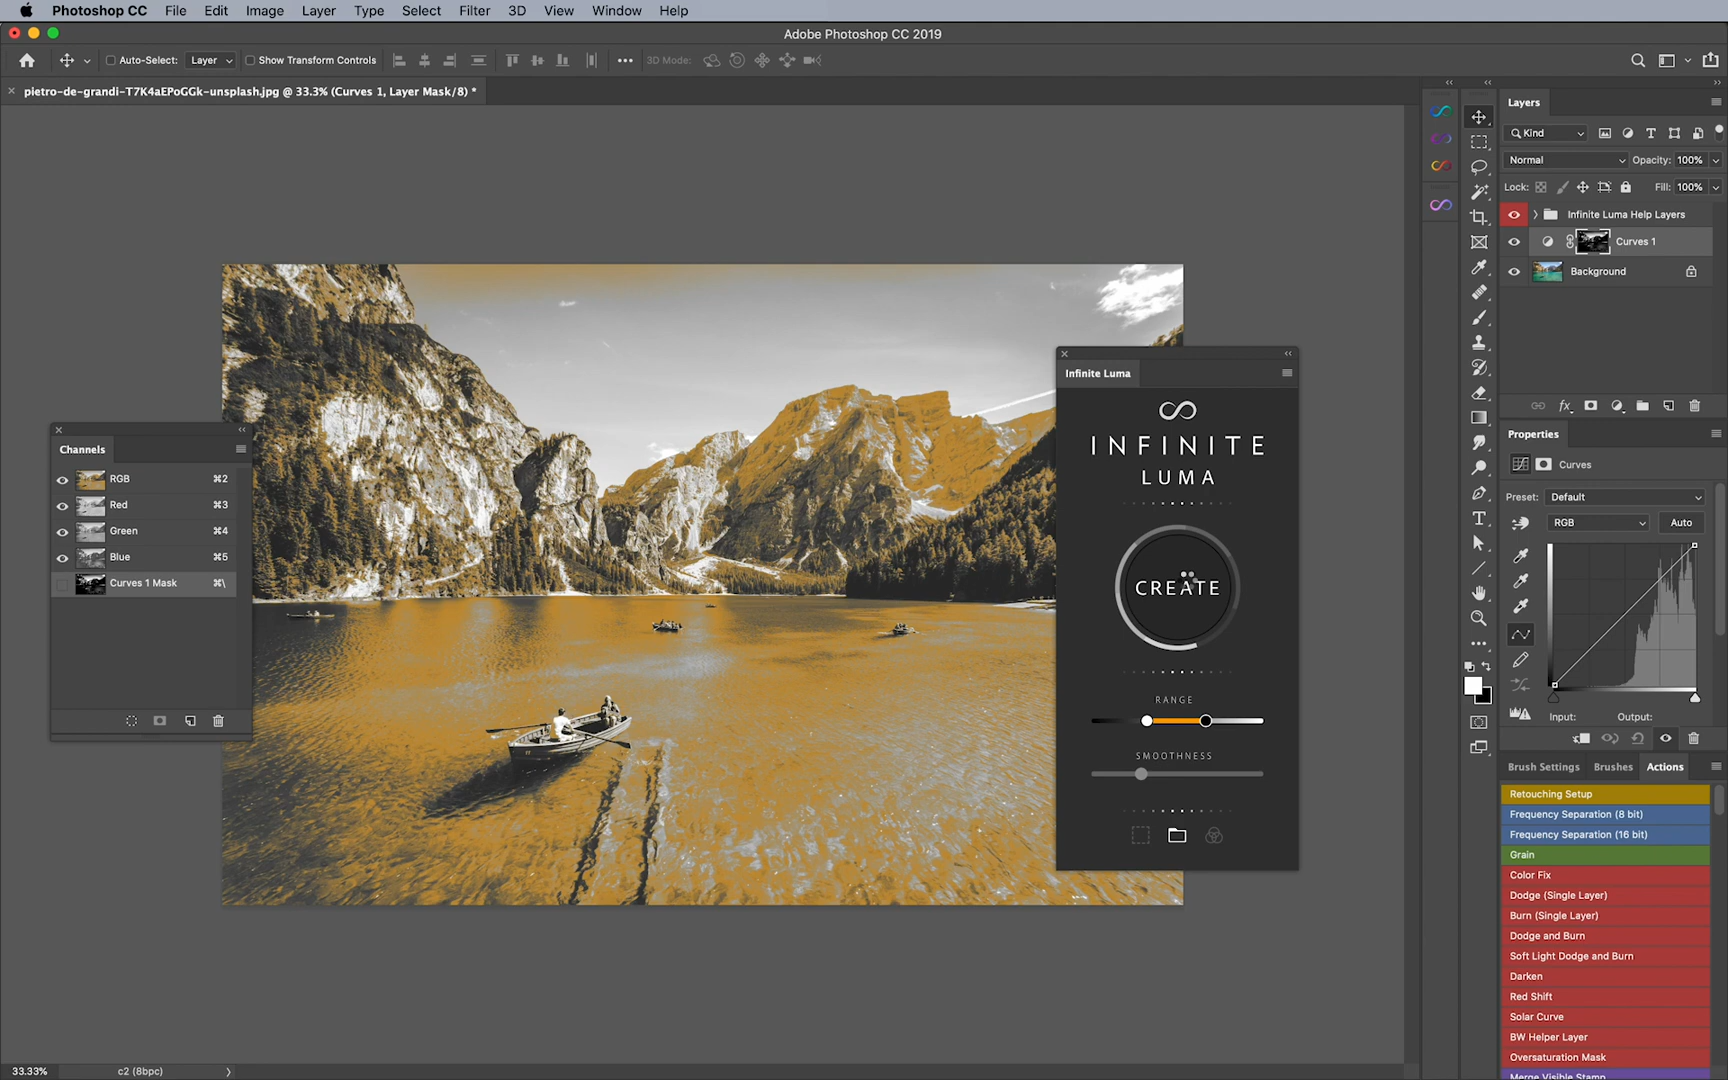 Photoshop CC File Edit Image Layer Type Select Filter 3D View Window Help
Adobe Photoshop CC 2019
Auto-Select: Layer Show Transform Controls 3D Mode:
pietro-de-grandi-T7K4aEPoGGk-unsplash.jpg @ 33.3% (Curves 1, Layer Mask/8) *
Channels
RGB ⌘2
Red ⌘3
Green ⌘4
Blue ⌘5
Curves 1 Mask ⌘\
Infinite Luma
INFINITE
LUMA
CREATE
RANGE
SMOOTHNESS
Layers
Kind
Normal Opacity: 100%
Lock: Fill: 100%
Infinite Luma Help Layers
Curves 1
Background
Properties
Curves
Preset: Default
RGB Auto
Input: Output:
Brush Settings Brushes Actions
Retouching Setup
Frequency Separation (8 bit)
Frequency Separation (16 bit)
Grain
Color Fix
Dodge (Single Layer)
Burn (Single Layer)
Dodge and Burn
Soft Light Dodge and Burn
Darken
Red Shift
Solar Curve
BW Helper Layer
Oversaturation Mask
Merge Visible Stamp
33.33% c2 (8bpc)